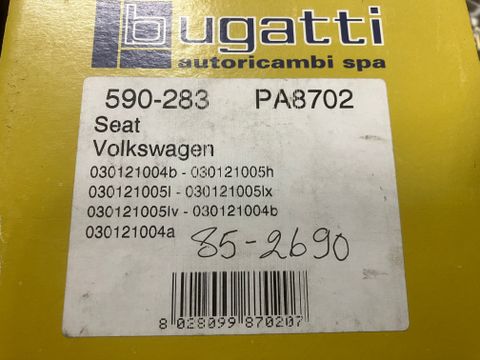 bugatti
autoricambi spa
590-283 PA8702
Seat
Volkswagen
030121004b - 030121005h
030121005l - 030121005lx
030121005lv - 030121004b
030121004a
85-2690
8 028099 870207